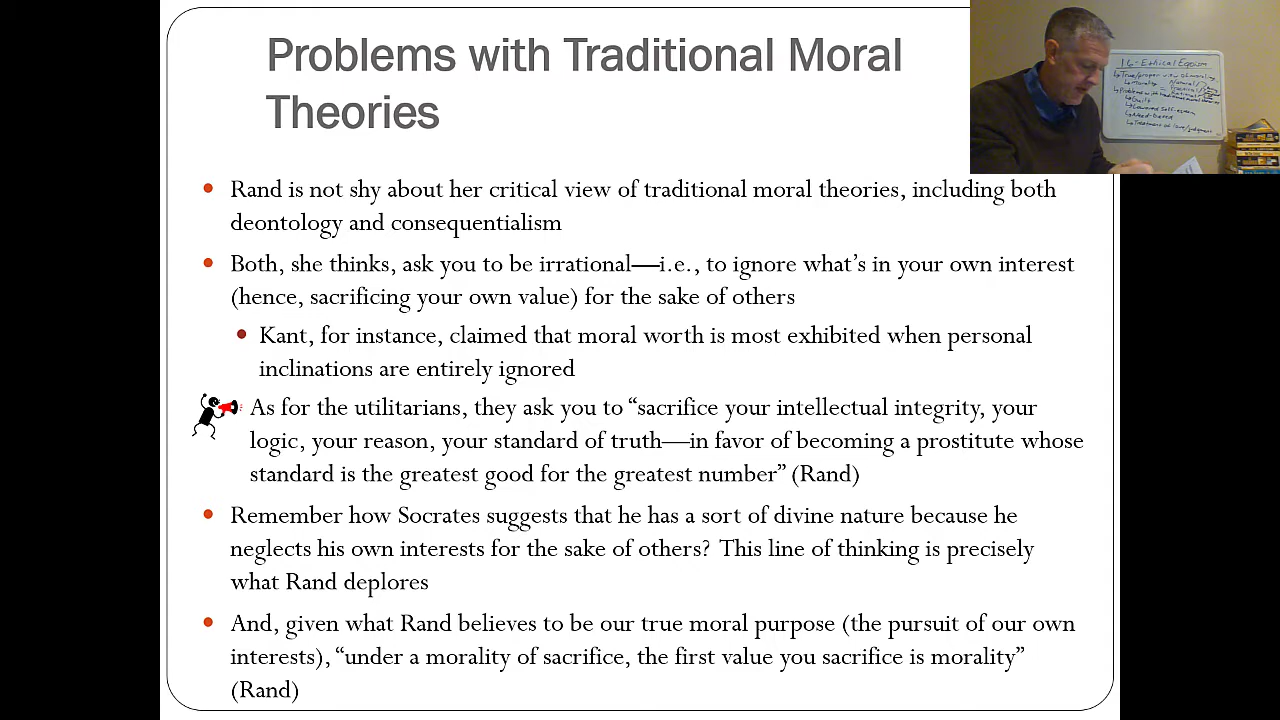 Problems with Traditional Moral
Theories
16-Ethical Egoism
Guilt
Need-based
Rand is not shy about her critical view of traditional moral theories, including both
deontology and consequentialism
Both, she thinks, ask you to be irrational—i.e., to ignore what's in your own interest
(hence, sacrificing your own value) for the sake of others
Kant, for instance, claimed that moral worth is most exhibited when personal
inclinations are entirely ignored
As for the utilitarians, they ask you to “sacrifice your intellectual integrity, your
logic, your reason, your standard of truth—in favor of becoming a prostitute whose
standard is the greatest good for the greatest number” (Rand)
Remember how Socrates suggests that he has a sort of divine nature because he
neglects his own interests for the sake of others? This line of thinking is precisely
what Rand deplores
And, given what Rand believes to be our true moral purpose (the pursuit of our own
interests), “under a morality of sacrifice, the first value you sacrifice is morality”
(Rand)